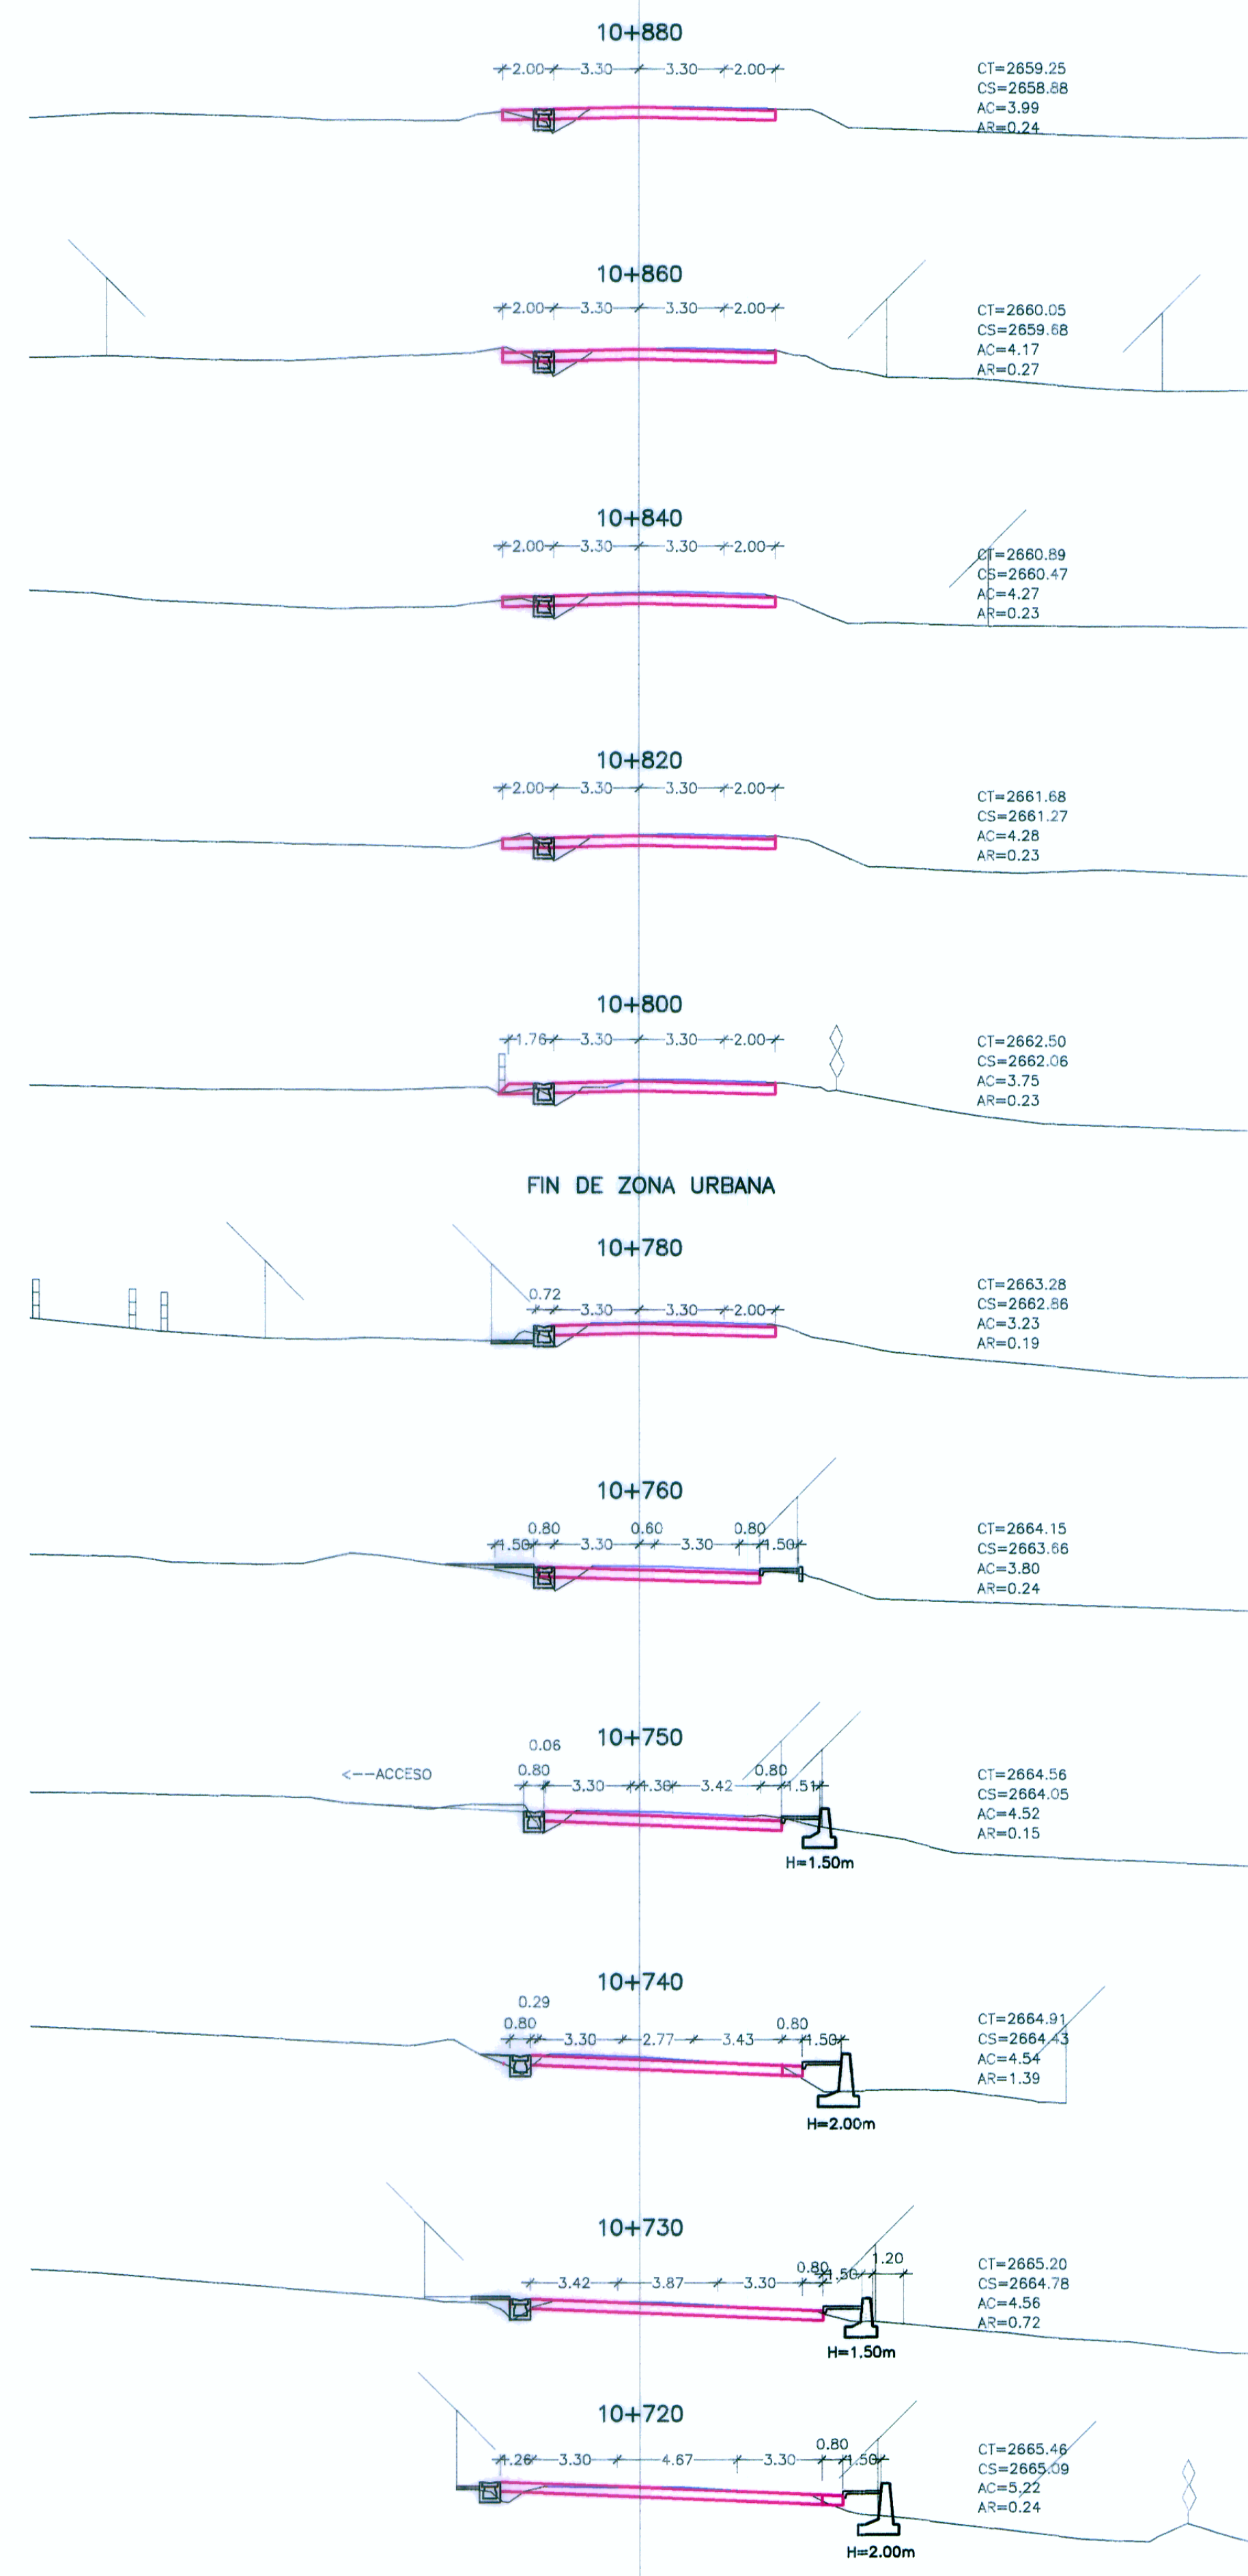 10+880
2.00 3.30 3.30 2.00
CT=2659.25
CS=2658.88
AC=3.99
AR=0.24
10+860
2.00 3.30 3.30 2.00
CT=2660.05
CS=2659.68
AC=4.17
AR=0.27
10+840
2.00 3.30 3.30 2.00
CT=2660.89
CS=2660.47
AC=4.27
AR=0.23
10+820
2.00 3.30 3.30 2.00
CT=2661.68
CS=2661.27
AC=4.28
AR=0.23
10+800
1.76 3.30 3.30 2.00
CT=2662.50
CS=2662.06
AC=3.75
AR=0.23
FIN DE ZONA URBANA
10+780
0.72
3.30 3.30 2.00
CT=2663.28
CS=2662.86
AC=3.23
AR=0.19
10+760
0.80 0.60 0.80
1.50 3.30 3.30 1.50
CT=2664.15
CS=2663.66
AC=3.80
AR=0.24
10+750
0.06
<--ACCESO
0.80 0.80
3.30 1.36 3.42 1.51
CT=2664.56
CS=2664.05
AC=4.52
AR=0.15
H=1.50m
10+740
0.29
0.80 0.80
3.30 2.77 3.43 1.50
CT=2664.91
CS=2664.43
AC=4.54
AR=1.39
H=2.00m
10+730
0.80 1.50 1.20
3.42 3.87 3.30
CT=2665.20
CS=2664.78
AC=4.56
AR=0.72
H=1.50m
10+720
0.80
1.26 3.30 4.67 3.30 1.50
CT=2665.46
CS=2665.09
AC=5.22
AR=0.24
H=2.00m